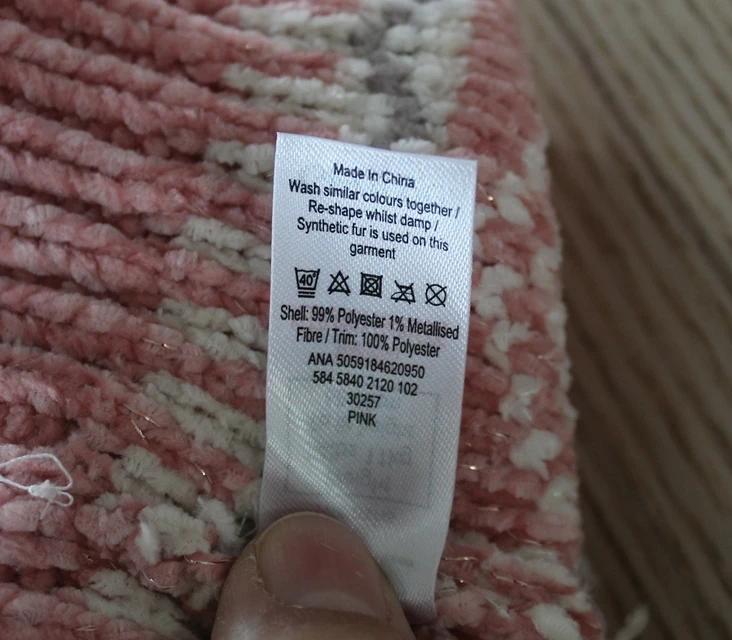 Made In China
Wash similar colours together /
Re-shape whilst damp /
Synthetic fur is used on this
garment
40°
Shell: 99% Polyester 1% Metallised
Fibre / Trim: 100% Polyester
ANA 5059184620950
584 5840 2120 102
30257
PINK